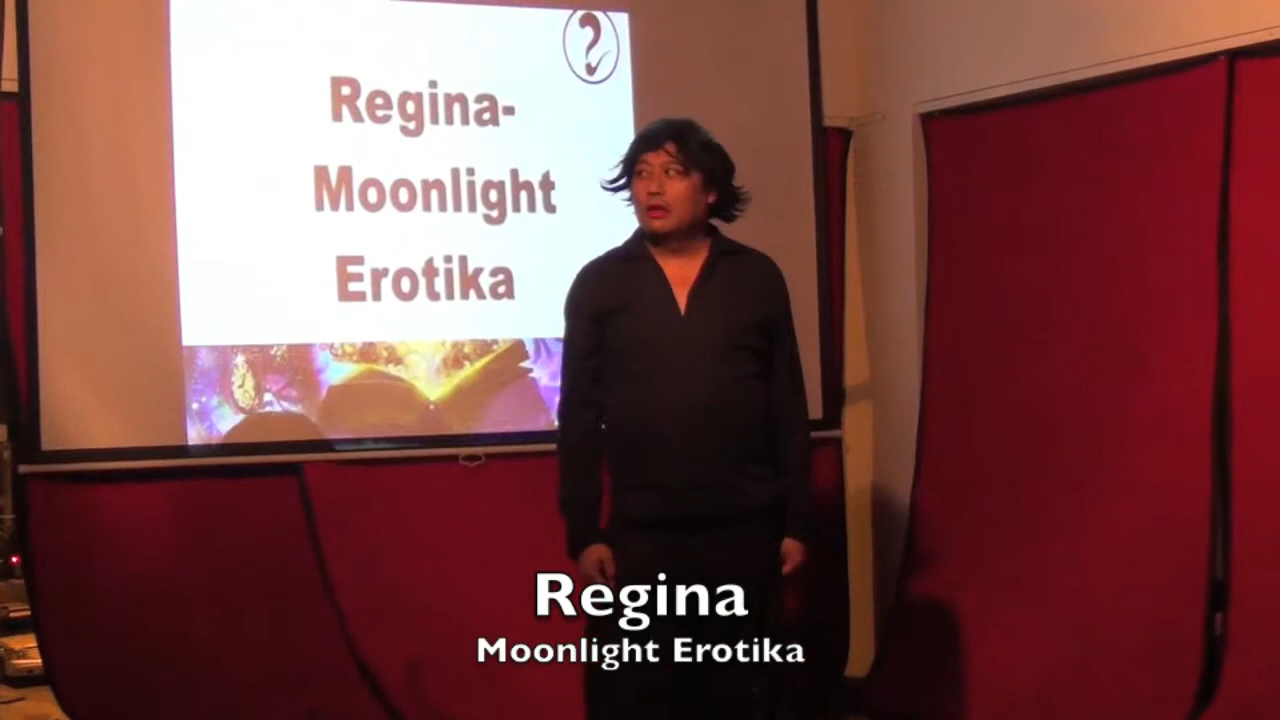 ?
Regina-
Moonlight
Erotika
Regina
Moonlight Erotika